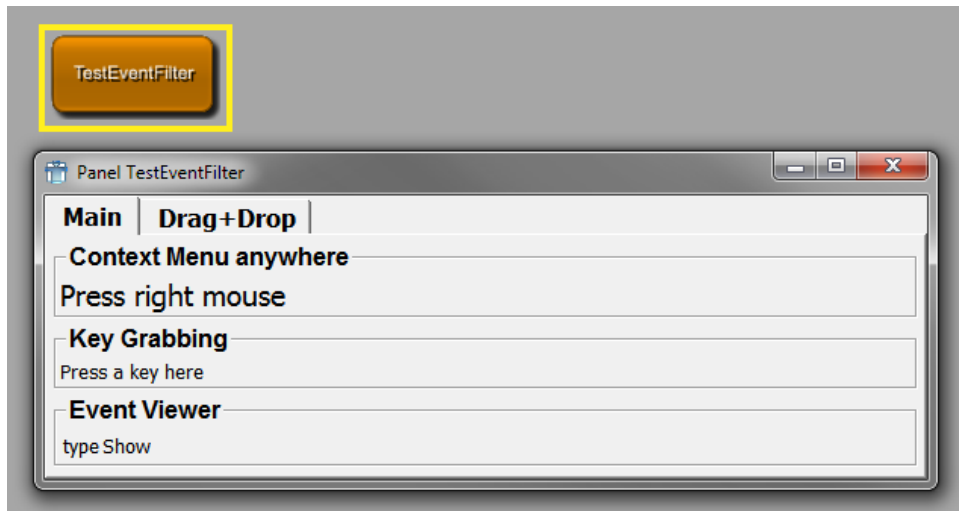 TestEventFilter
Panel TestEventFilter
Main Drag+Drop
Context Menu anywhere
Press right mouse
Key Grabbing
Press a key here
Event Viewer
type Show